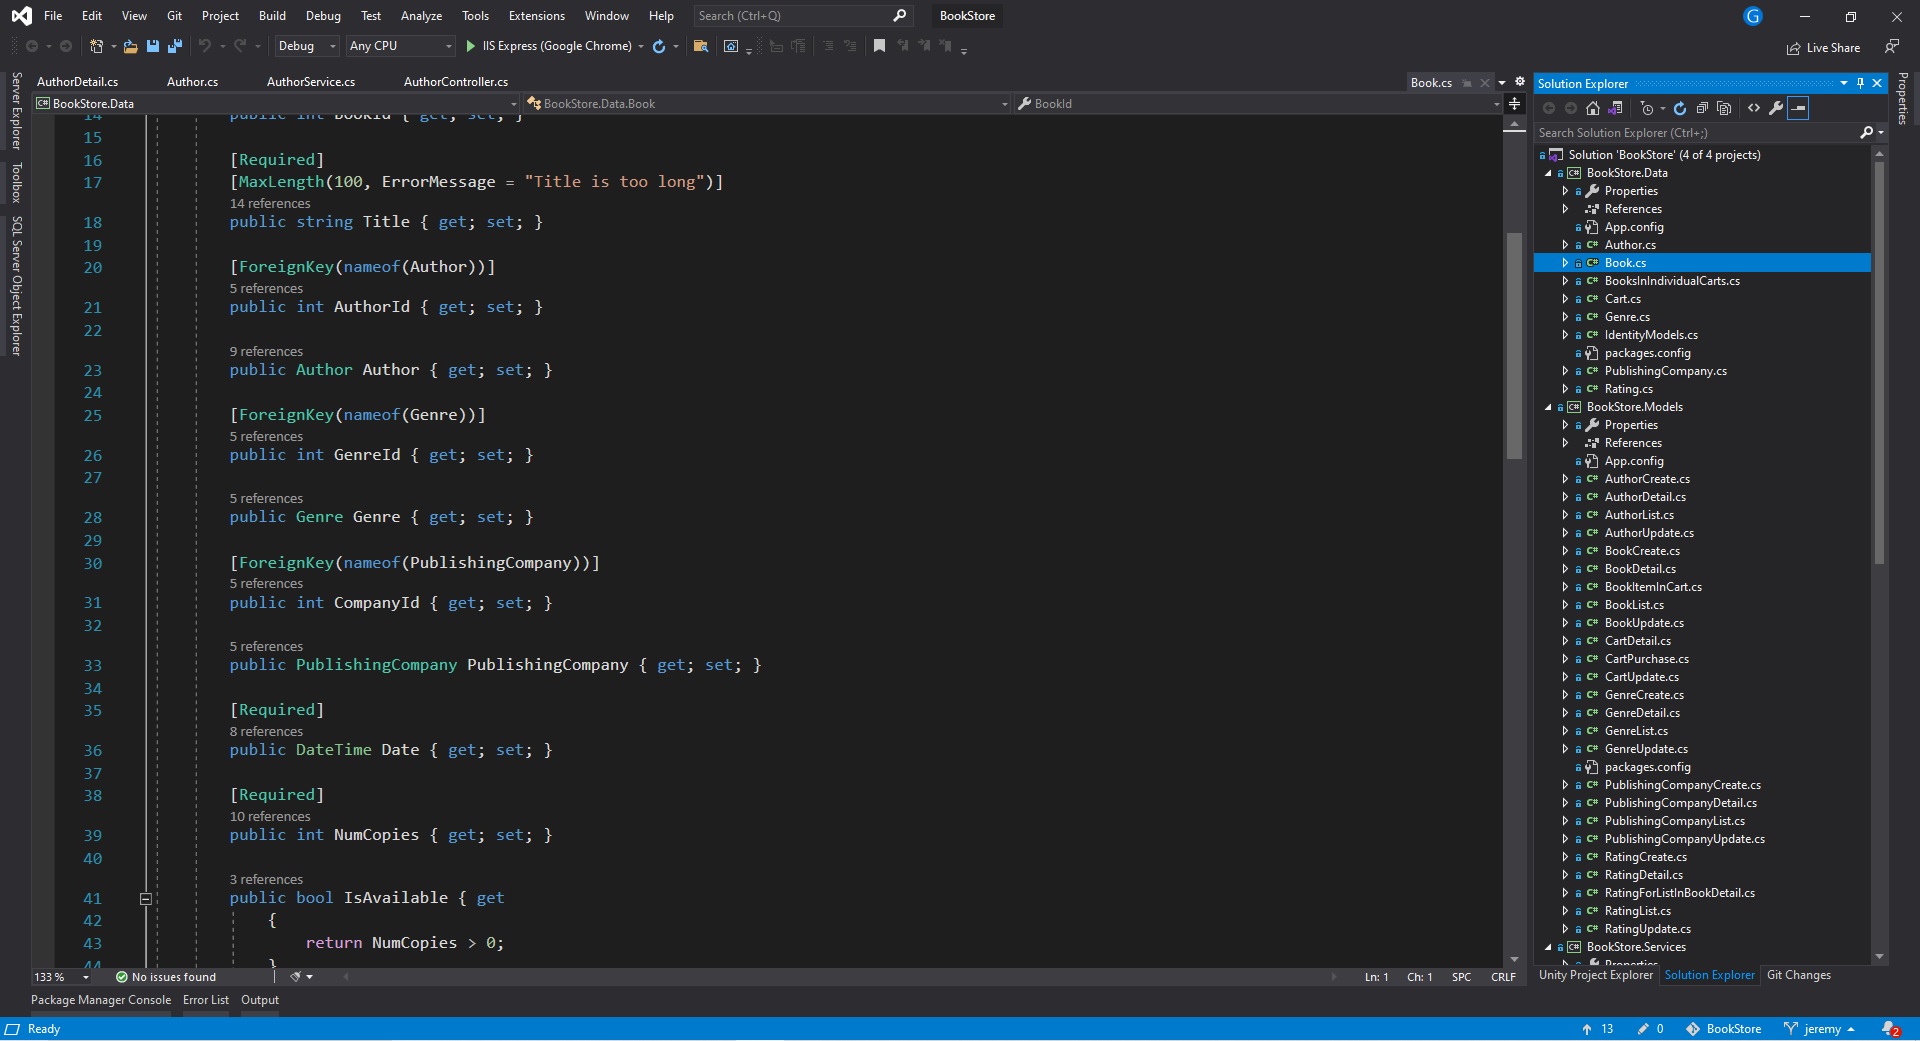 File Edit View Git Project Build Debug Test Analyze Tools Extensions Window Help Search (Ctrl+Q) BookStore G
Debug Any CPU IIS Express (Google Chrome) Live Share
AuthorDetail.cs Author.cs AuthorService.cs AuthorController.cs Book.cs
BookStore.Data BookStore.Data.Book BookId
Server Explorer
Toolbox
SQL Server Object Explorer
14 public int BookId { get; set; }
15
16 [Required]
17 [MaxLength(100, ErrorMessage = "Title is too long")]
14 references
18 public string Title { get; set; }
19
20 [ForeignKey(nameof(Author))]
5 references
21 public int AuthorId { get; set; }
22
9 references
23 public Author Author { get; set; }
24
25 [ForeignKey(nameof(Genre))]
5 references
26 public int GenreId { get; set; }
27
5 references
28 public Genre Genre { get; set; }
29
30 [ForeignKey(nameof(PublishingCompany))]
5 references
31 public int CompanyId { get; set; }
32
5 references
33 public PublishingCompany PublishingCompany { get; set; }
34
35 [Required]
8 references
36 public DateTime Date { get; set; }
37
38 [Required]
10 references
39 public int NumCopies { get; set; }
40
3 references
41 public bool IsAvailable { get
42 {
43 return NumCopies > 0;
44 }
133 % No issues found Ln: 1 Ch: 1 SPC CRLF
Package Manager Console Error List Output
Solution Explorer
Search Solution Explorer (Ctrl+;)
Solution 'BookStore' (4 of 4 projects)
C# BookStore.Data
Properties
References
App.config
C# Author.cs
C# Book.cs
C# BooksInIndividualCarts.cs
C# Cart.cs
C# Genre.cs
C# IdentityModels.cs
packages.config
C# PublishingCompany.cs
C# Rating.cs
C# BookStore.Models
Properties
References
App.config
C# AuthorCreate.cs
C# AuthorDetail.cs
C# AuthorList.cs
C# AuthorUpdate.cs
C# BookCreate.cs
C# BookDetail.cs
C# BookItemInCart.cs
C# BookList.cs
C# BookUpdate.cs
C# CartDetail.cs
C# CartPurchase.cs
C# CartUpdate.cs
C# GenreCreate.cs
C# GenreDetail.cs
C# GenreList.cs
C# GenreUpdate.cs
packages.config
C# PublishingCompanyCreate.cs
C# PublishingCompanyDetail.cs
C# PublishingCompanyList.cs
C# PublishingCompanyUpdate.cs
C# RatingCreate.cs
C# RatingDetail.cs
C# RatingForListInBookDetail.cs
C# RatingList.cs
C# RatingUpdate.cs
C# BookStore.Services
Properties
Unity Project Explorer Solution Explorer Git Changes
Properties
Ready 13 0 BookStore jeremy 2